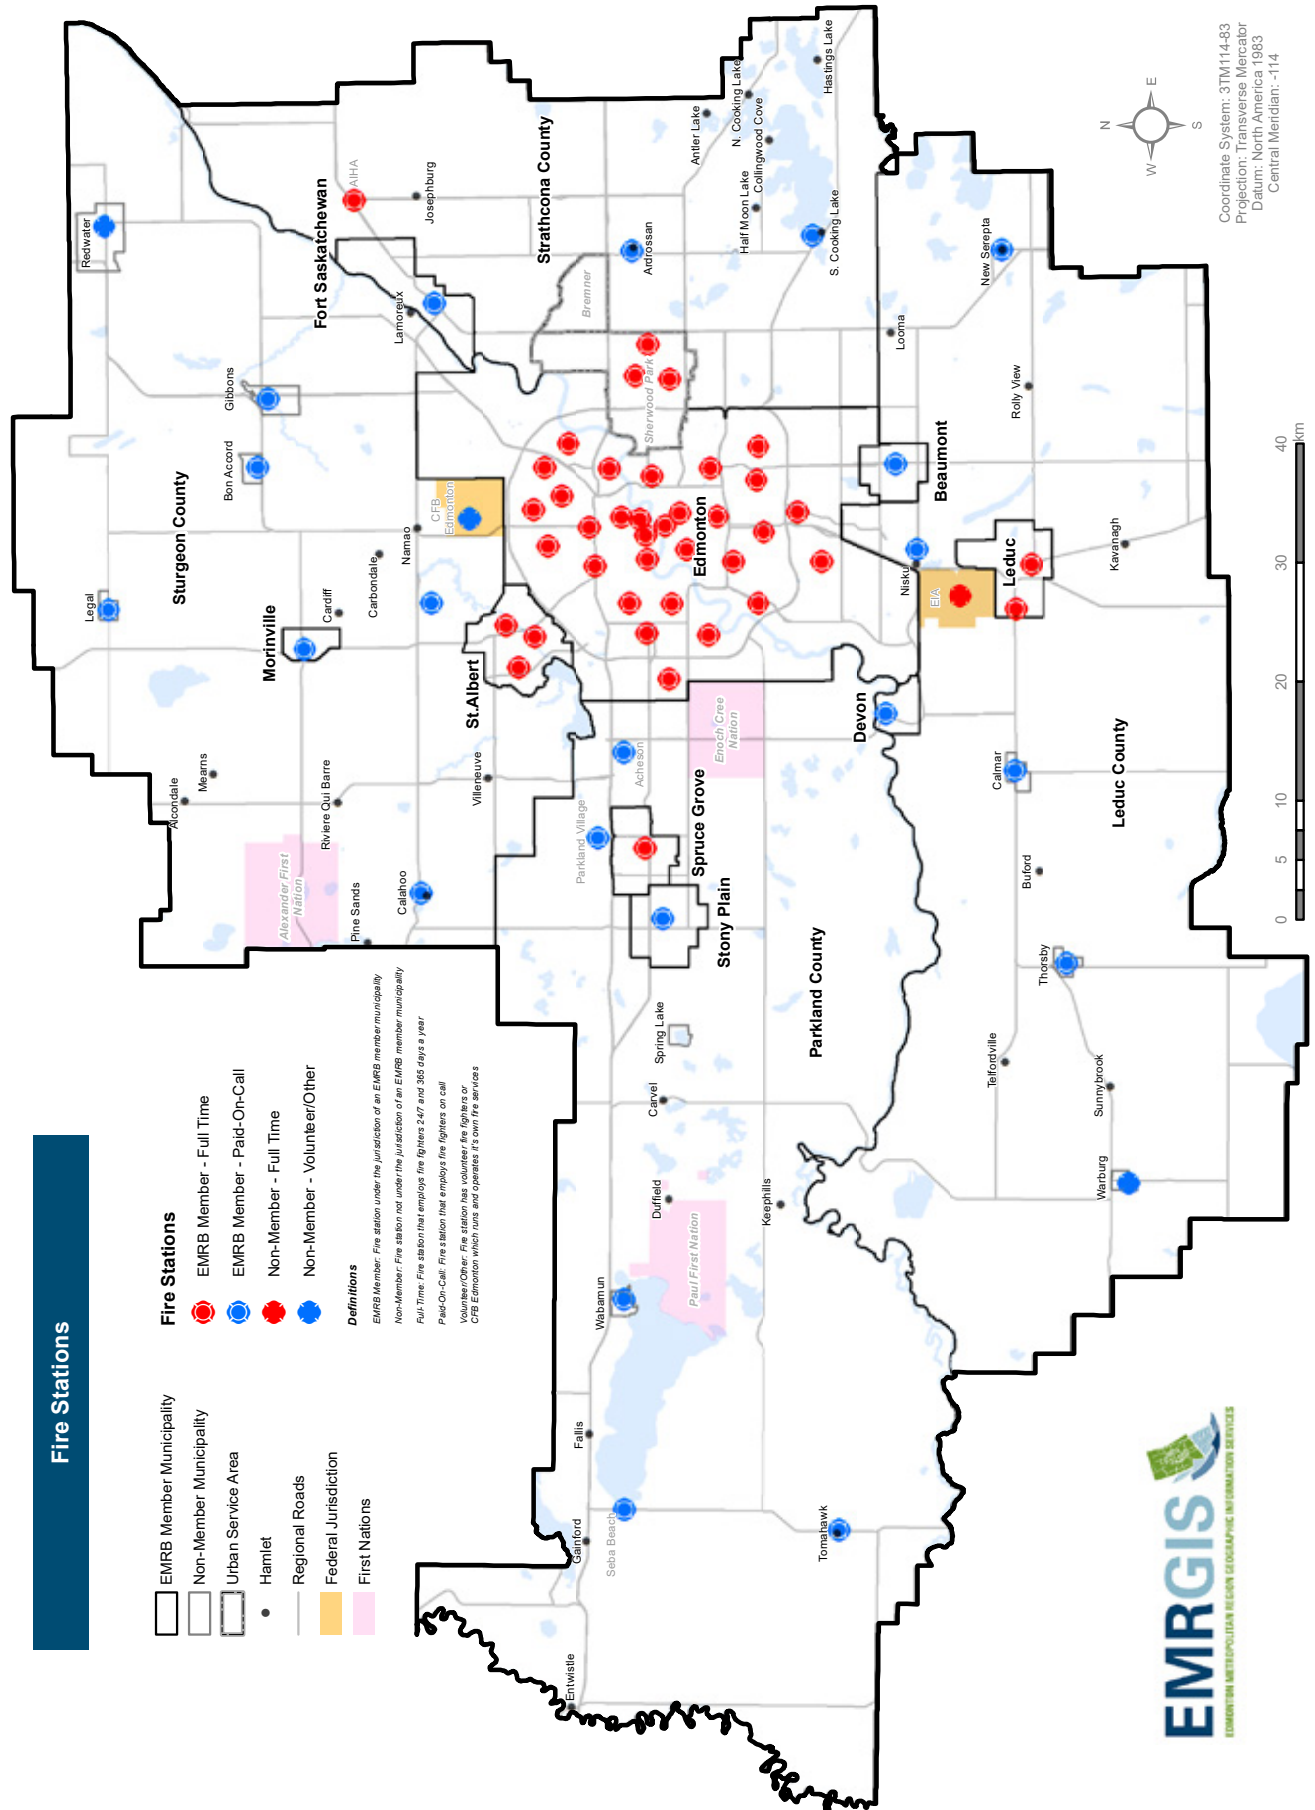 Fire Stations
EMRB Member Municipality
Non-Member Municipality
Urban Service Area
Hamlet
Regional Roads
Federal Jurisdiction
First Nations
Fire Stations
EMRB Member - Full Time
EMRB Member - Paid-On-Call
Non-Member - Full Time
Non-Member - Volunteer/Other
Definitions
EMRB Member: Fire station under the jurisdiction of an EMRB member municipality
Non-Member: Fire station not under the jurisdiction of an EMRB member municipality
Full-Time: Fire station that employs fire fighters 24/7 and 365 days a year
Paid-On-Call: Fire station that employs fire fighters on call
Volunteer/Other: Fire station has volunteer fire fighters or
CFB Edmonton which runs and operates it's own fire services
Redwater
Legal
Alcondale
Mearns
Sturgeon County
Bon Accord
Gibbons
Fort Saskatchewan
AIHA
Josephburg
Lamoreux
Morinville
Cardiff
Carbondale
Namao
CFB
Edmonton
Alexander First
Nation
Riviere Qui Barre
Pine Sands
Calahoo
Villeneuve
St.Albert
Strathcona County
Bremner
Ardrossan
Sherwood Park
Antler Lake
N. Cooking Lake
Collingwood Cove
Half Moon Lake
Hastings Lake
S. Cooking Lake
Edmonton
Acheson
Parkland Village
Spruce Grove
Stony Plain
Enoch Cree
Nation
Spring Lake
Carvel
Duffield
Wabamun
Paul First Nation
Keephills
Parkland County
Fallis
Gainford
Seba Beach
Entwistle
Tomahawk
Devon
Beaumont
Looma
Nisku
EIA
Leduc
New Serepta
Rolly View
Kavanagh
Calmar
Leduc County
Buford
Thorsby
Telfordville
Sunnybrook
Warburg
N
W
E
S
Coordinate System: 3TM114-83
Projection: Transverse Mercator
Datum: North America 1983
Central Meridian: -114
0
5
10
20
30
40
km
EMRGIS
EDMONTON METROPOLITAN REGION GEOGRAPHIC INFORMATION SERVICES